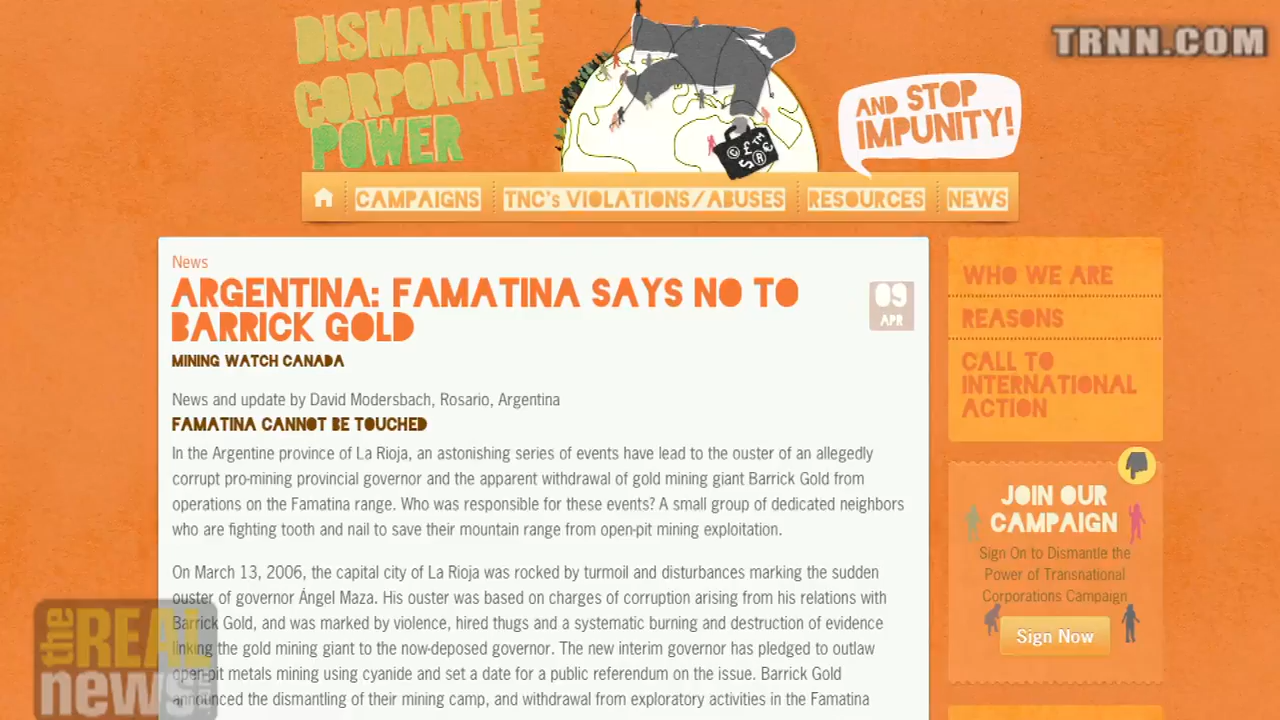 TRNN.COM
DISMANTLE
CORPORATE
POWER
AND STOP
IMPUNITY!
CAMPAIGNS
TNC's VIOLATIONS/ABUSES
RESOURCES
NEWS
News
ARGENTINA: FAMATINA SAYS NO TO
BARRICK GOLD
09
APR
MINING WATCH CANADA
News and update by David Modersbach, Rosario, Argentina
FAMATINA CANNOT BE TOUCHED
In the Argentine province of La Rioja, an astonishing series of events have lead to the ouster of an allegedly
corrupt pro-mining provincial governor and the apparent withdrawal of gold mining giant Barrick Gold from
operations on the Famatina range. Who was responsible for these events? A small group of dedicated neighbors
who are fighting tooth and nail to save their mountain range from open-pit mining exploitation.
On March 13, 2006, the capital city of La Rioja was rocked by turmoil and disturbances marking the sudden
ouster of governor Ángel Maza. His ouster was based on charges of corruption arising from his relations with
Barrick Gold, and was marked by violence, hired thugs and a systematic burning and destruction of evidence
linking the gold mining giant to the now-deposed governor. The new interim governor has pledged to outlaw
open-pit metals mining using cyanide and set a date for a public referendum on the issue. Barrick Gold
announced the dismantling of their mining camp, and withdrawal from exploratory activities in the Famatina
WHO WE ARE
REASONS
CALL TO
INTERNATIONAL
ACTION
JOIN OUR
CAMPAIGN
Sign On to Dismantle the
Power of Transnational
Corporations Campaign
Sign Now
the REAL
news